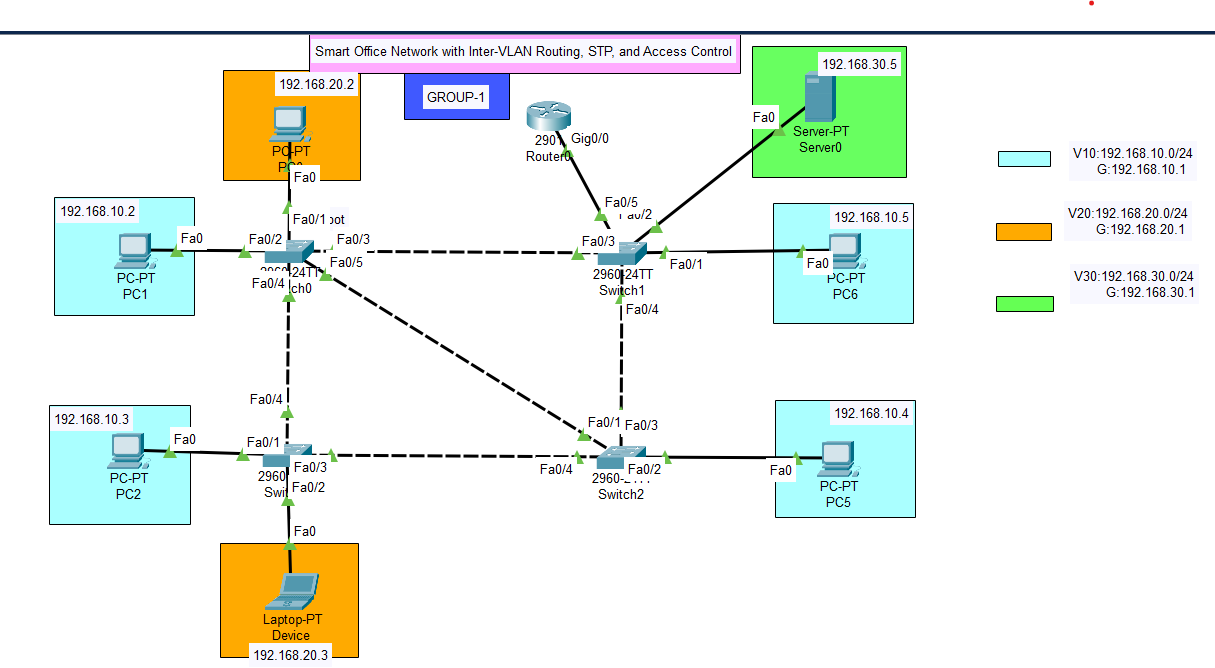 Smart Office Network with Inter-VLAN Routing, STP, and Access Control
GROUP-1
192.168.20.2
PC-PT
Fa0
192.168.30.5
Fa0
Server-PT
Server0
Gig0/0
Router0
V10:192.168.10.0/24
G:192.168.10.1
V20:192.168.20.0/24
G:192.168.20.1
V30:192.168.30.0/24
G:192.168.30.1
192.168.10.2
Fa0
PC-PT
PC1
Fa0/1
Fa0/2
Fa0/3
Fa0/5
Fa0/4
Fa0/5
Fa0/2
Fa0/3
2960-24TT
Switch1
Fa0/1
Fa0/4
192.168.10.5
Fa0
PC-PT
PC6
192.168.10.3
Fa0
PC-PT
PC2
Fa0/4
Fa0/1
Fa0/3
Fa0/2
Fa0/1
Fa0/3
Fa0/4
Fa0/2
Switch2
192.168.10.4
Fa0
PC-PT
PC5
Fa0
Laptop-PT
Device
192.168.20.3